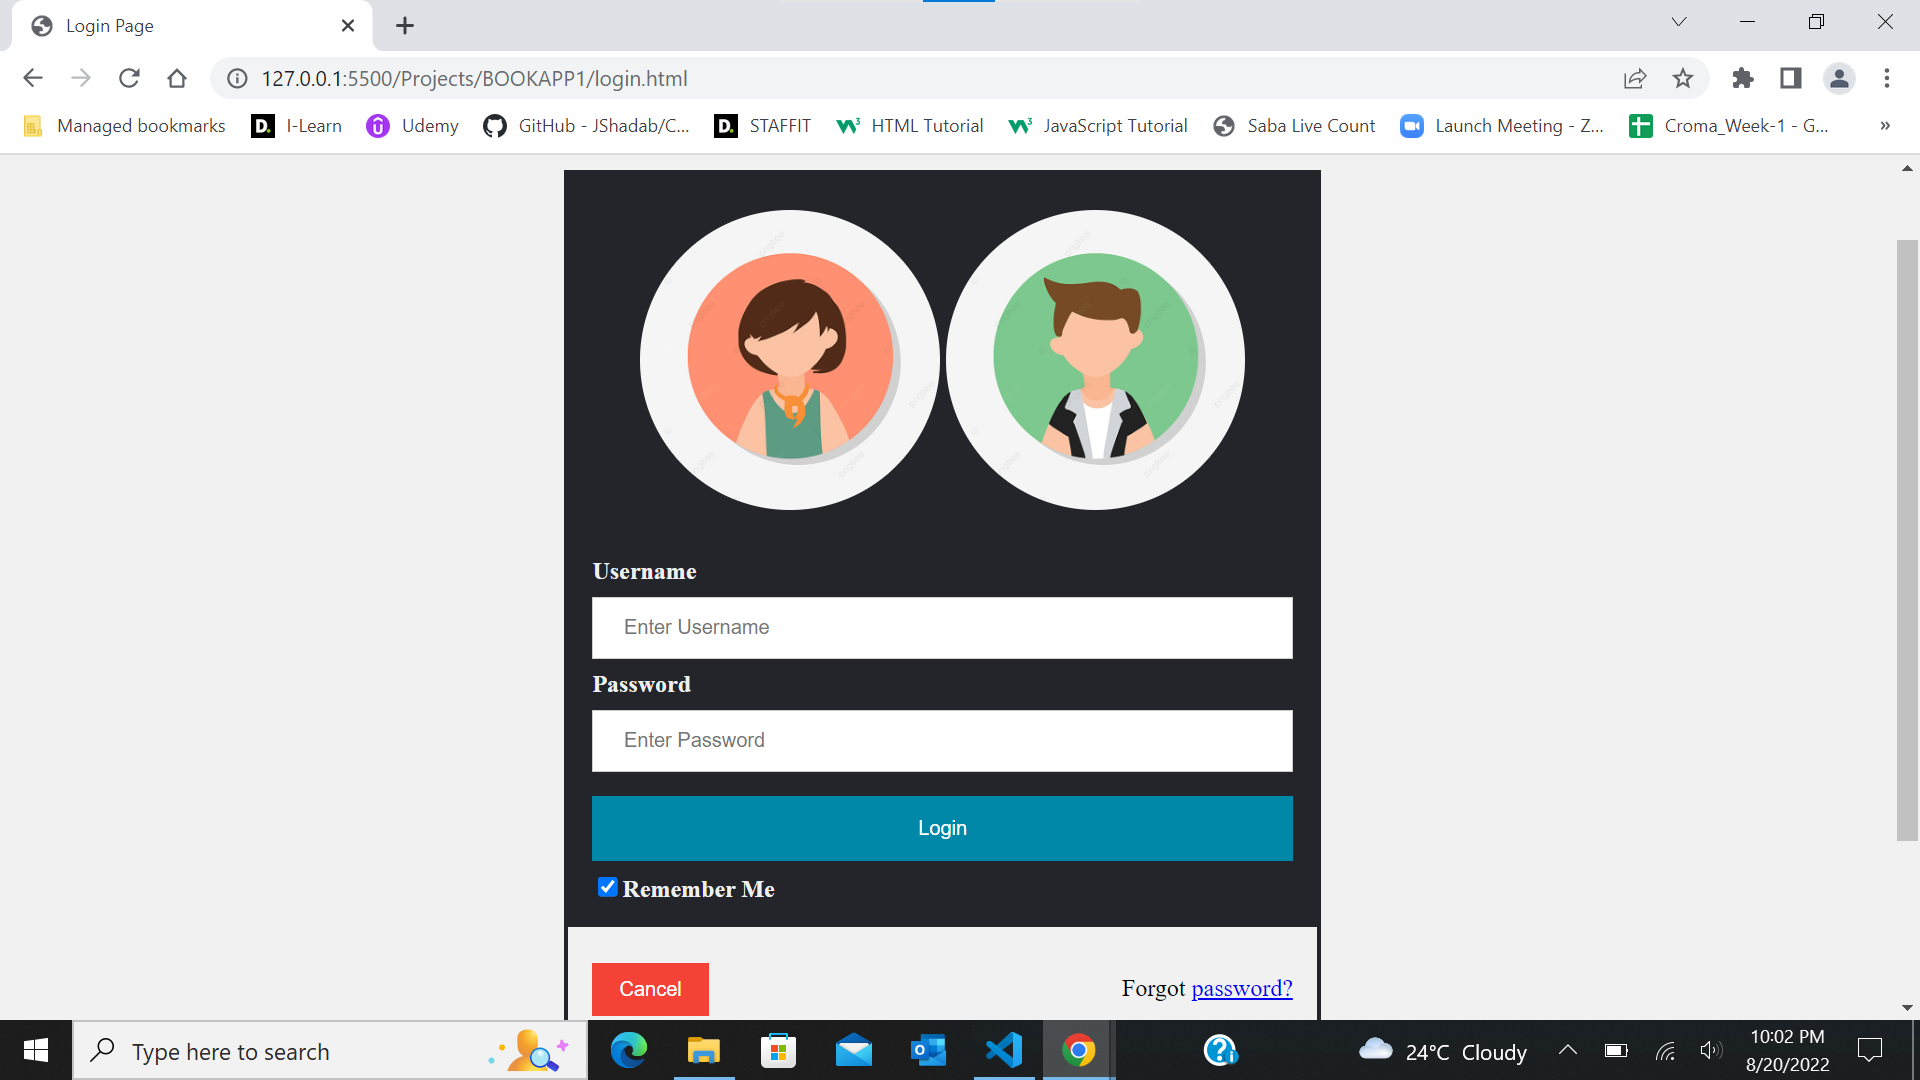 Login Page
127.0.0.1:5500/Projects/BOOKAPP1/login.html
Managed bookmarks D. I-Learn Udemy GitHub - JShadab/C... D. STAFFIT HTML Tutorial JavaScript Tutorial Saba Live Count Launch Meeting - Z... Croma_Week-1 - G... »
Username
Enter Username
Password
Enter Password
Login
Remember Me
Cancel Forgot password?
Type here to search 24°C Cloudy 10:02 PM
8/20/2022